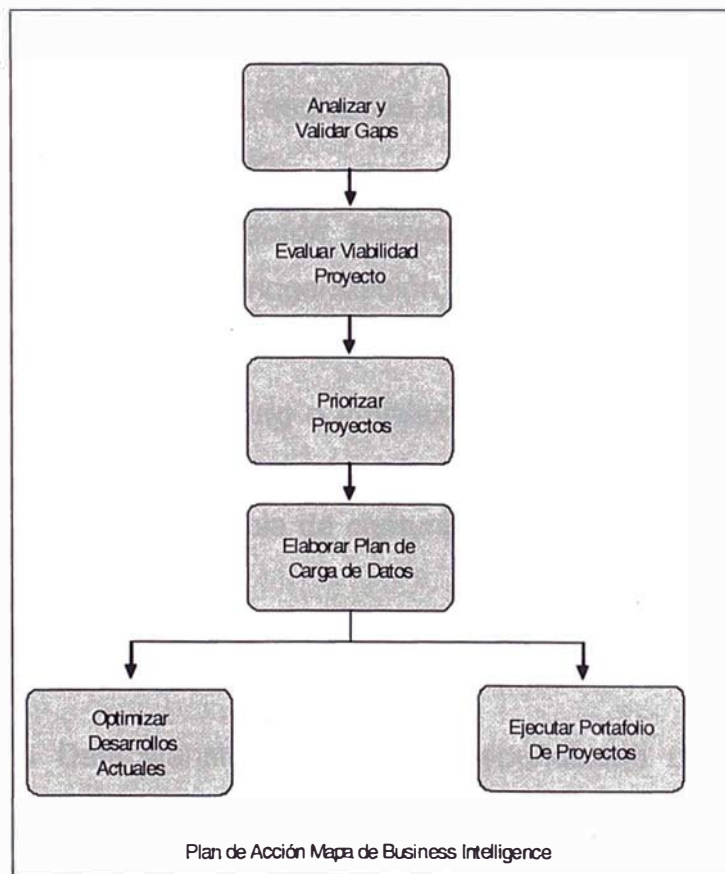 Analizar y
Validar Gaps
Evaluar Viabilidad
Proyecto
Priorizar
Proyectos
Elaborar Plan de
Carga de Datos
Optimizar
Desarrollos
Actuales
Ejecutar Portafolio
De Proyectos
Plan de Acción Mapa de Business Intelligence